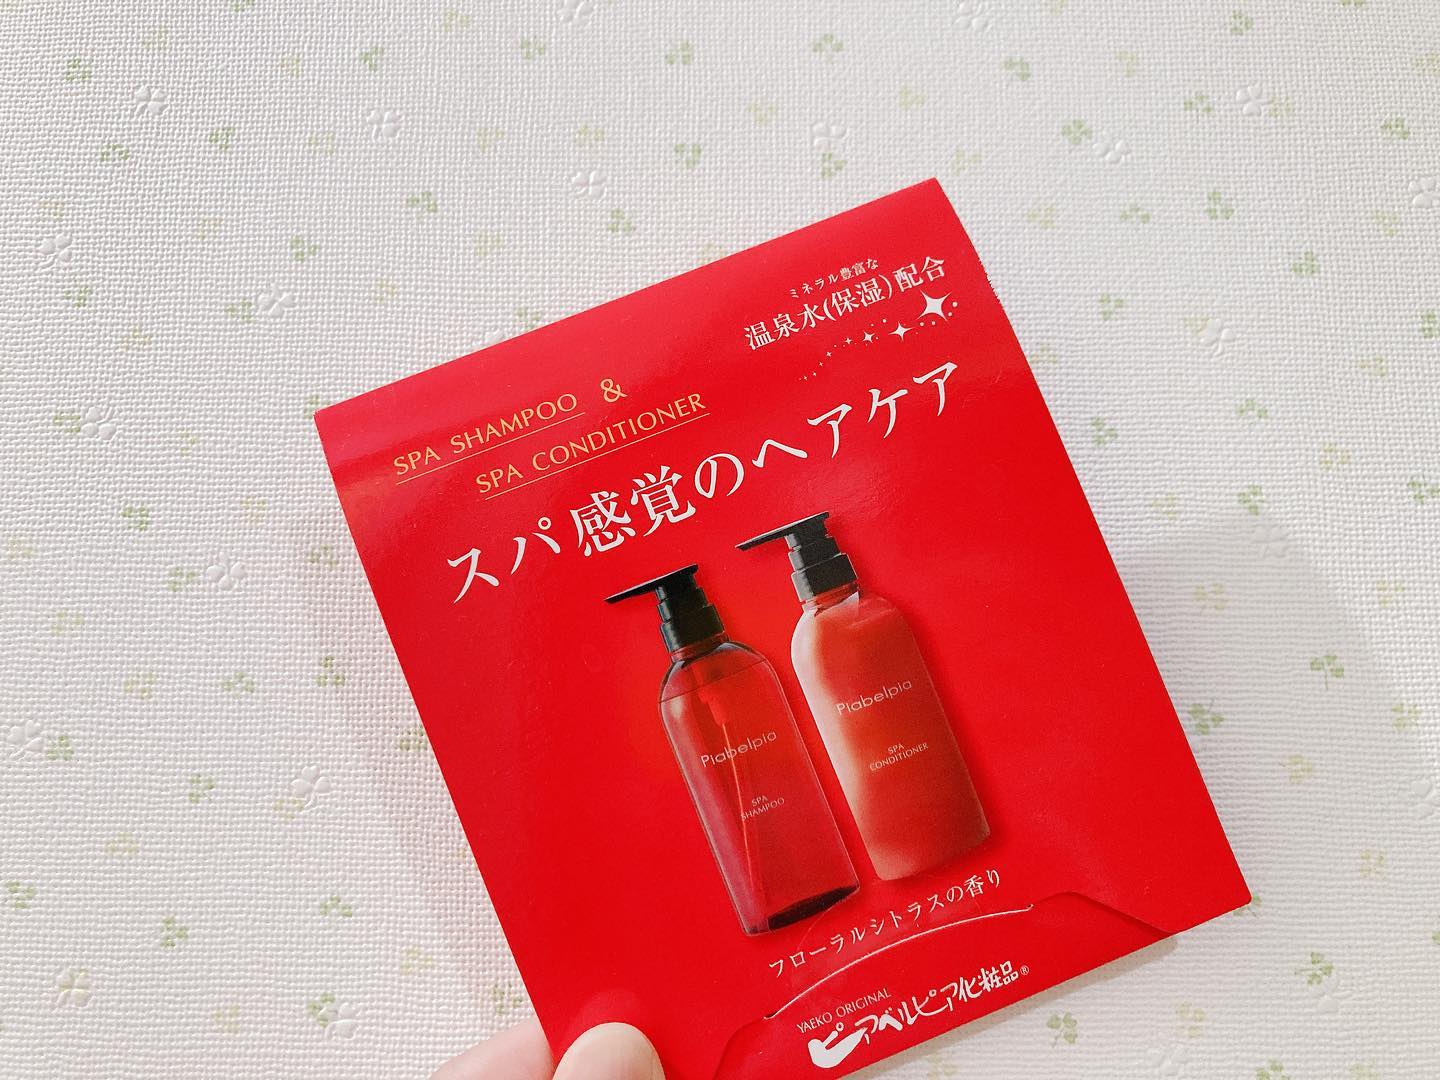 ミネラル豊富な
温泉水(保湿)配合
SPA SHAMPOO &
SPA CONDITIONER
スパ感覚のヘアケア
Piabelpia
SPA
SHAMPOO
Piabelpia
SPA
CONDITIONER
フローラルシトラスの香り
YAEKO ORIGINAL
ピアベルピア化粧品®